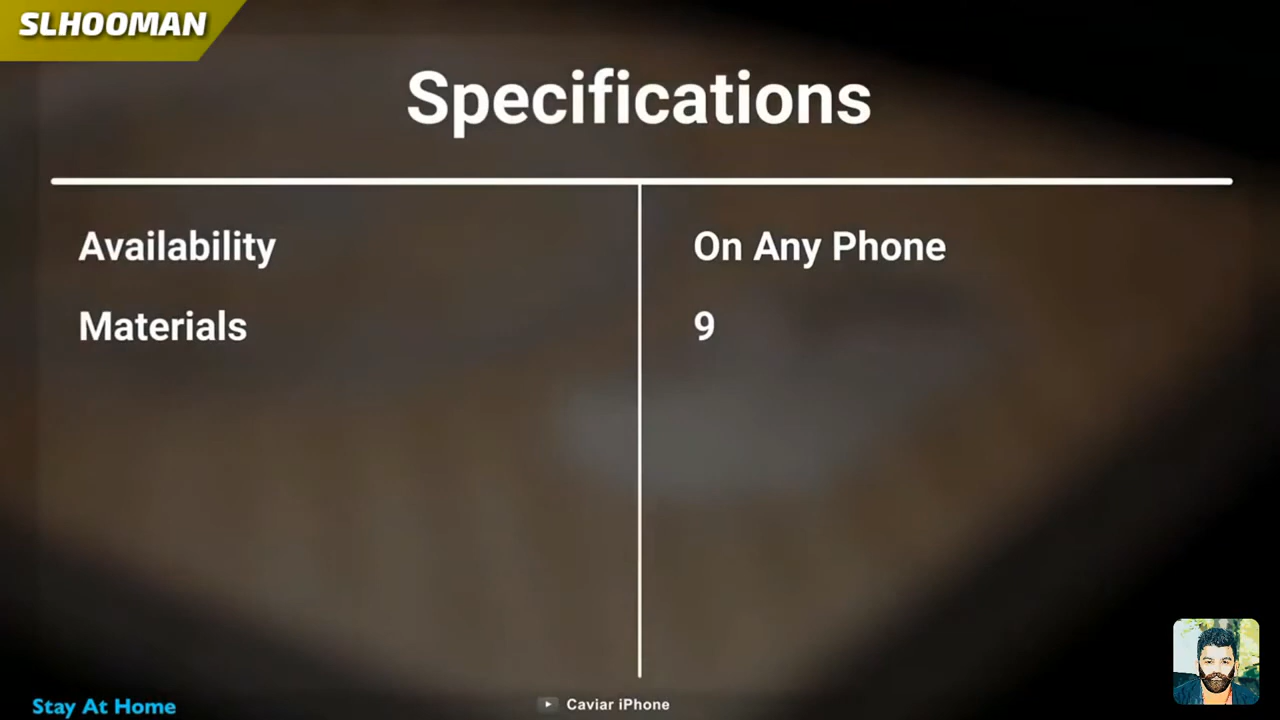 SLHOOMAN
Specifications
Availability
On Any Phone
Materials
9
Stay At Home
Caviar iPhone